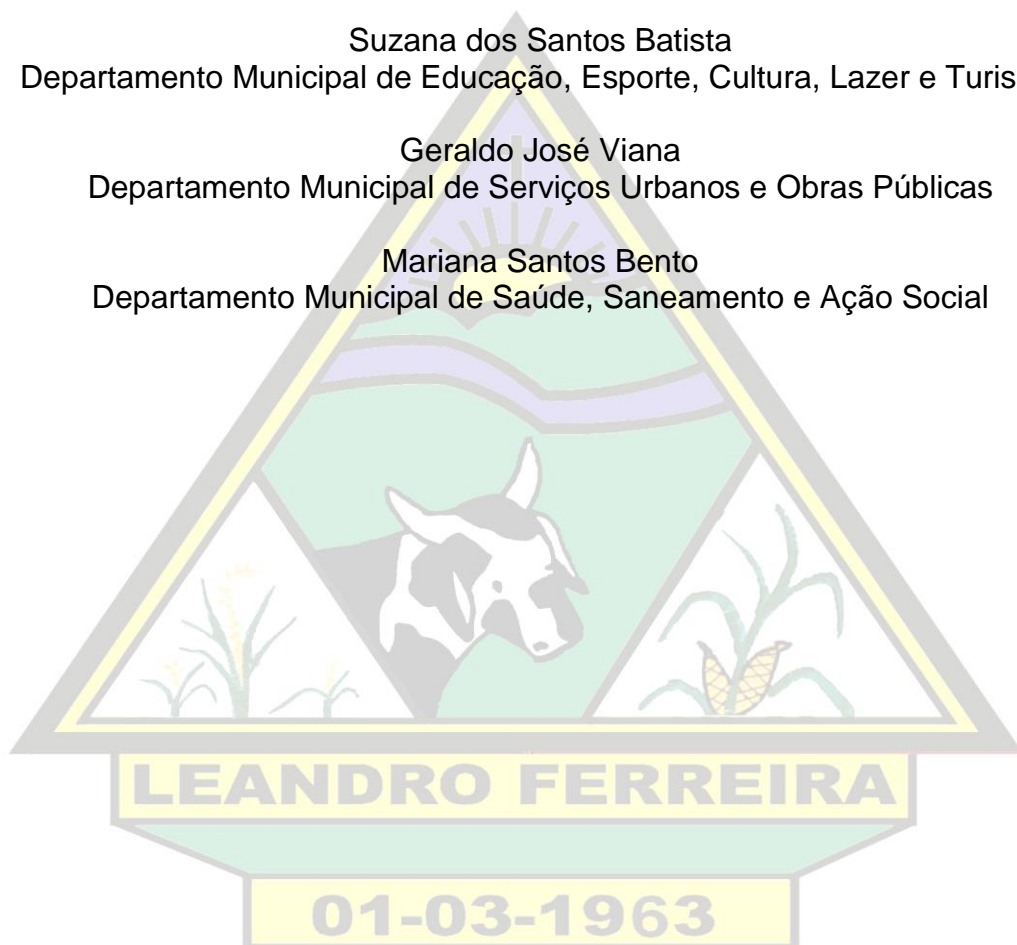 Suzana dos Santos Batista
Departamento Municipal de Educação, Esporte, Cultura, Lazer e Turis
Geraldo José Viana
Departamento Municipal de Serviços Urbanos e Obras Públicas
Mariana Santos Bento
Departamento Municipal de Saúde, Saneamento e Ação Social
LEANDRO FERREIRA
01-03-1963